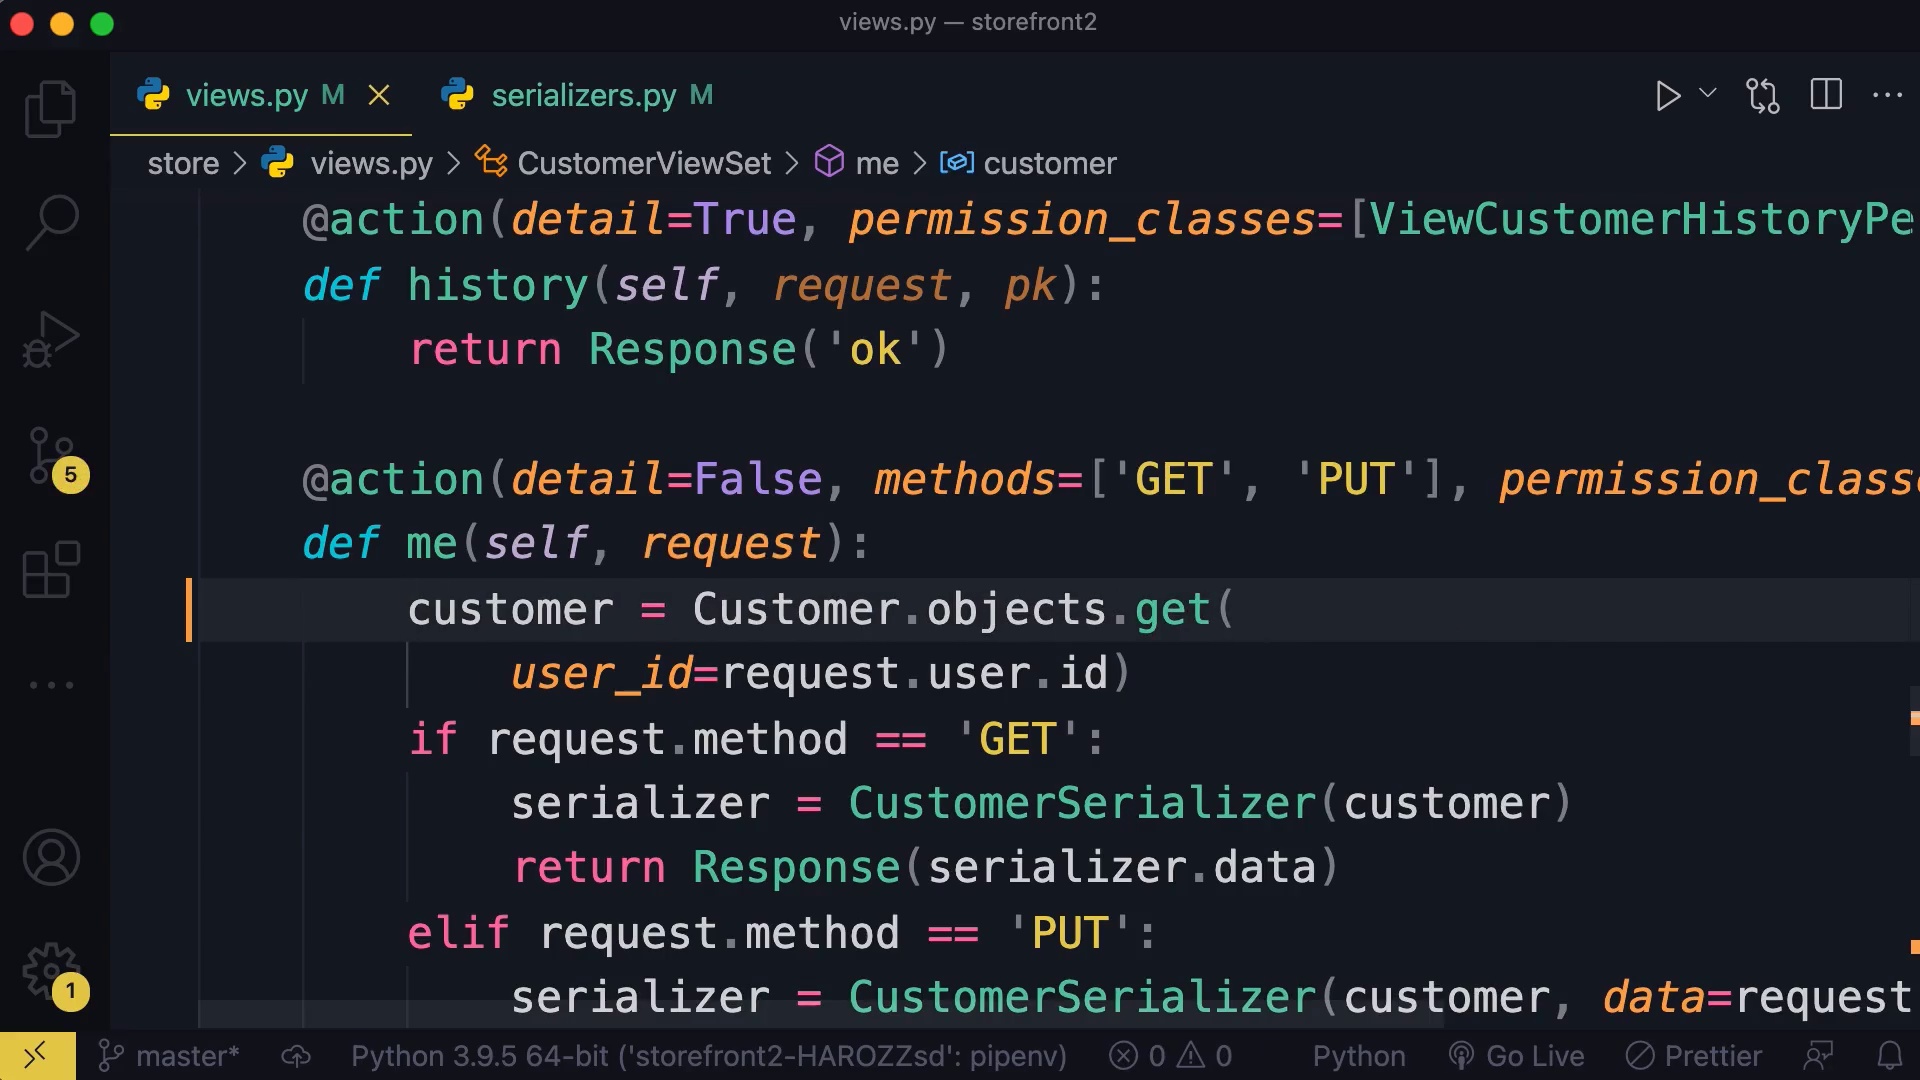 views.py — storefront2
views.py M serializers.py M
store > views.py > CustomerViewSet > me > customer
@action(detail=True, permission_classes=[ViewCustomerHistoryPe
def history(self, request, pk):
return Response('ok')
@action(detail=False, methods=['GET', 'PUT'], permission_class
def me(self, request):
customer = Customer.objects.get(
user_id=request.user.id)
if request.method == 'GET':
serializer = CustomerSerializer(customer)
return Response(serializer.data)
elif request.method == 'PUT':
serializer = CustomerSerializer(customer, data=request
5
1
master* Python 3.9.5 64-bit ('storefront2-HAROZZsd': pipenv) 0 0 Python Go Live Prettier